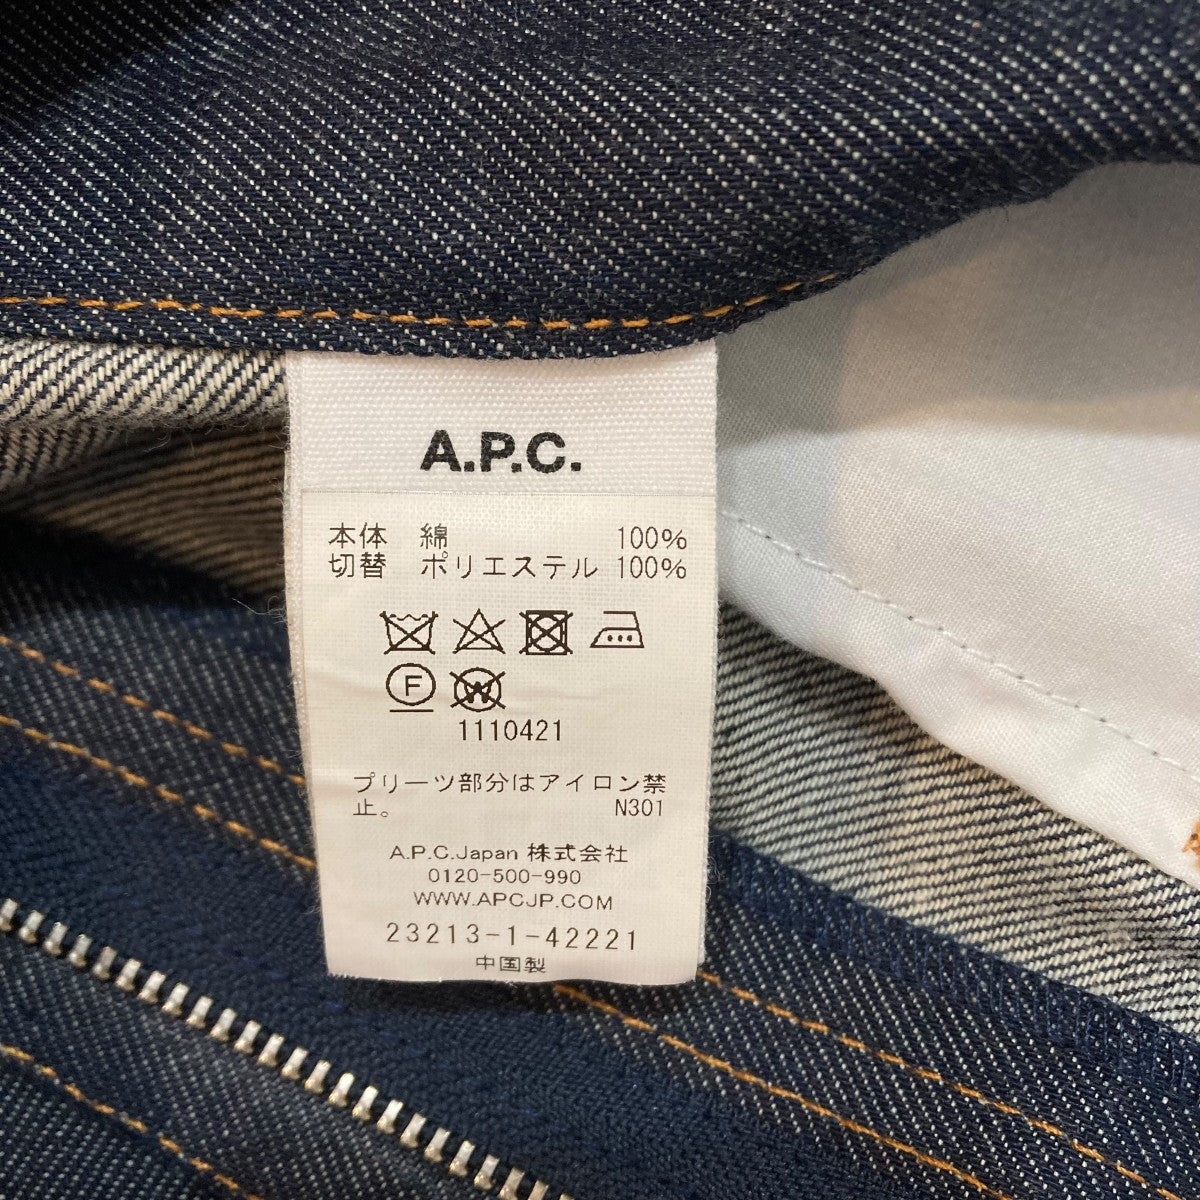 A.P.C.
本体 綿 100%
切替 ポリエステル 100%
F W
1110421
プリーツ部分はアイロン禁
止。 N301
A.P.C.Japan 株式会社
0120-500-990
WWW.APCJP.COM
23213-1-42221
中国製